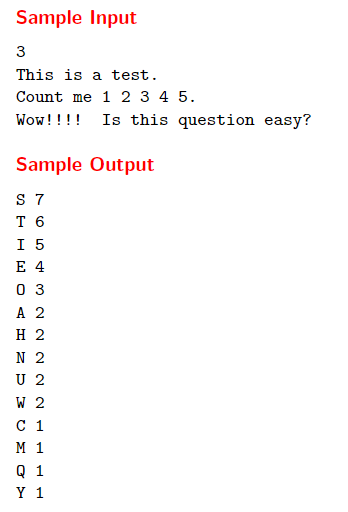 Sample Input
3
This is a test.
Count me 1 2 3 4 5.
Wow!!!!  Is this question easy?
Sample Output
S 7
T 6
I 5
E 4
O 3
A 2
H 2
N 2
U 2
W 2
C 1
M 1
Q 1
Y 1